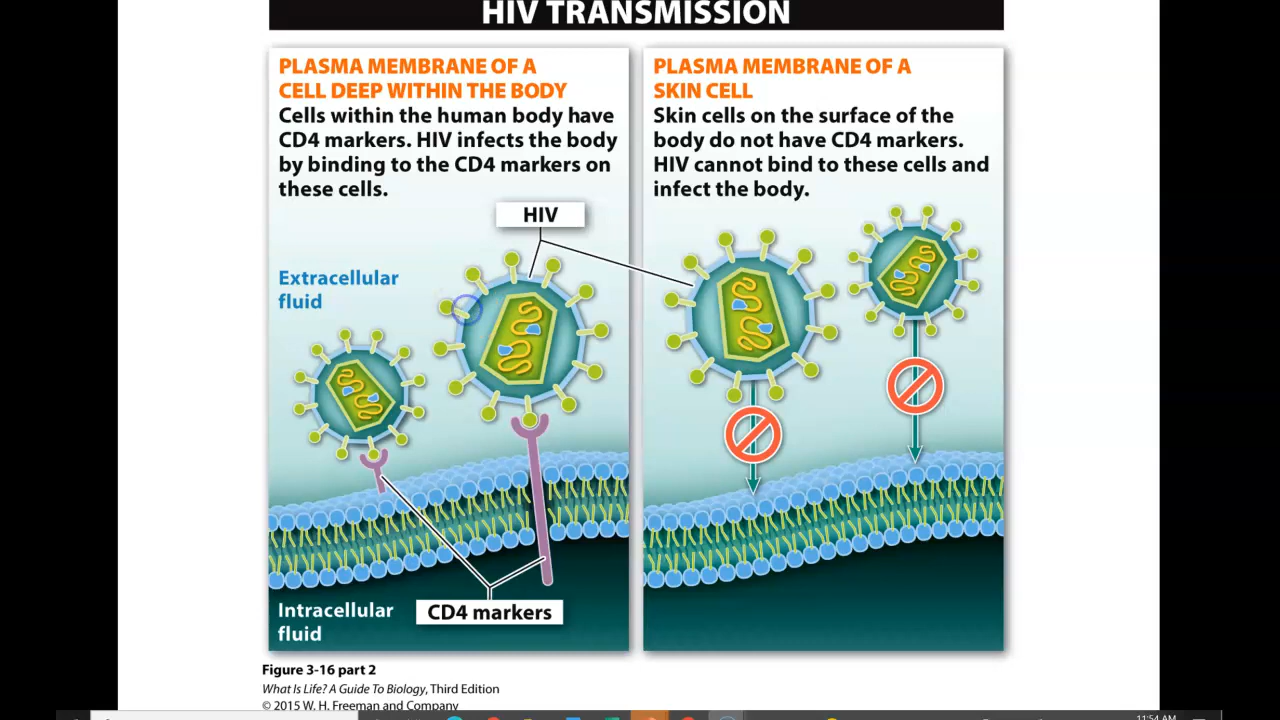 HIV TRANSMISSION
PLASMA MEMBRANE OF A
CELL DEEP WITHIN THE BODY
Cells within the human body have
CD4 markers. HIV infects the body
by binding to the CD4 markers on
these cells.
PLASMA MEMBRANE OF A
SKIN CELL
Skin cells on the surface of the
body do not have CD4 markers.
HIV cannot bind to these cells and
infect the body.
HIV
Extracellular
fluid
Intracellular
fluid
CD4 markers
Figure 3-16 part 2
What Is Life? A Guide To Biology, Third Edition
© 2015 W. H. Freeman and Company
11:54 AM